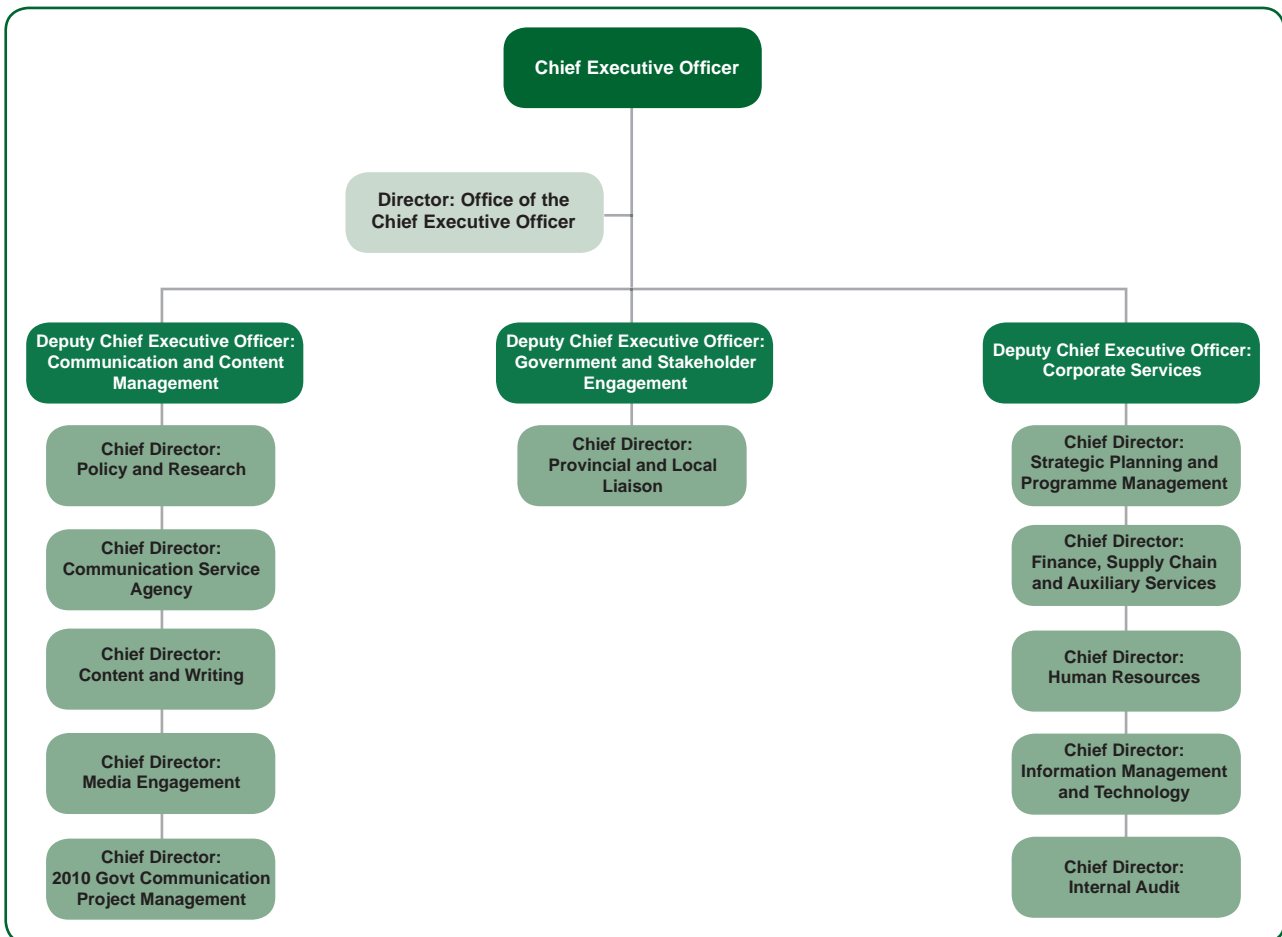 Chief Executive Officer
Director: Office of the
Chief Executive Officer
Deputy Chief Executive Officer:
Communication and Content
Management
Chief Director:
Policy and Research
Chief Director:
Communication Service
Agency
Chief Director:
Content and Writing
Chief Director:
Media Engagement
Chief Director:
2010 Govt Communication
Project Management
Deputy Chief Executive Officer:
Government and Stakeholder
Engagement
Chief Director:
Provincial and Local
Liaison
Deputy Chief Executive Officer:
Corporate Services
Chief Director:
Strategic Planning and
Programme Management
Chief Director:
Finance, Supply Chain
and Auxiliary Services
Chief Director:
Human Resources
Chief Director:
Information Management
and Technology
Chief Director:
Internal Audit